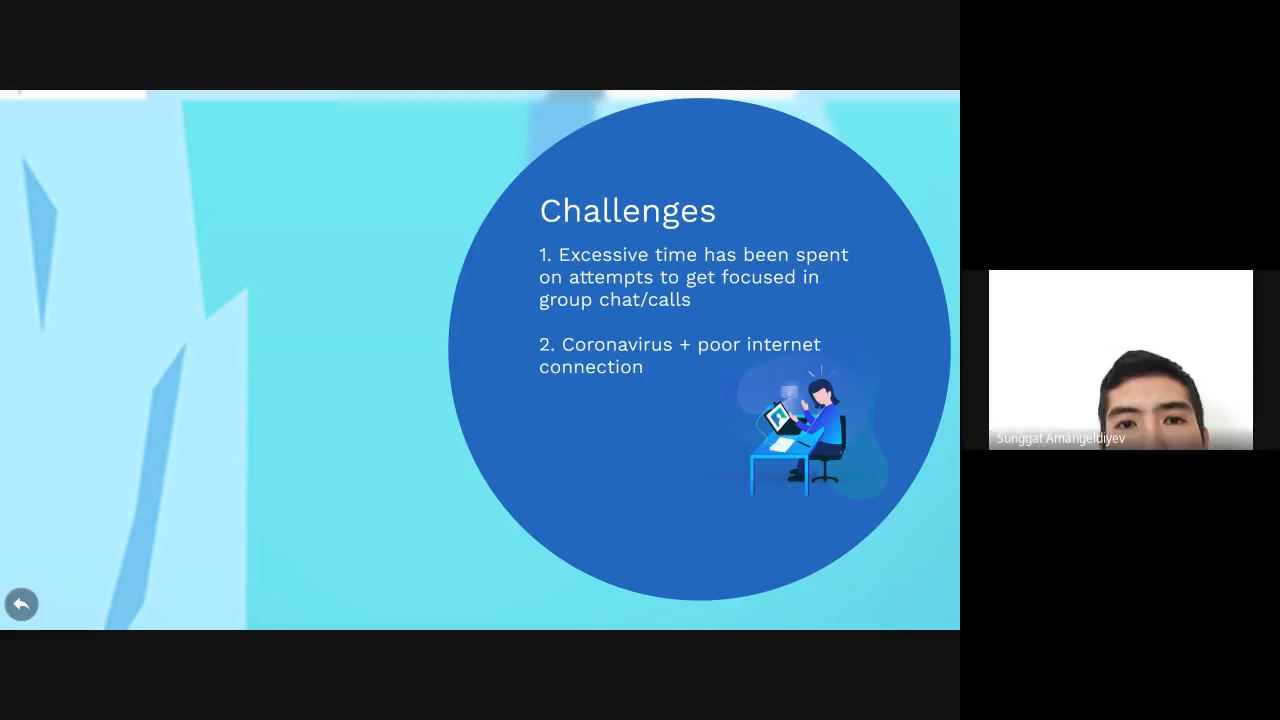 Challenges
1. Excessive time has been spent
on attempts to get focused in
group chat/calls
2. Coronavirus + poor internet
connection
Sunggat Amangeldiyev